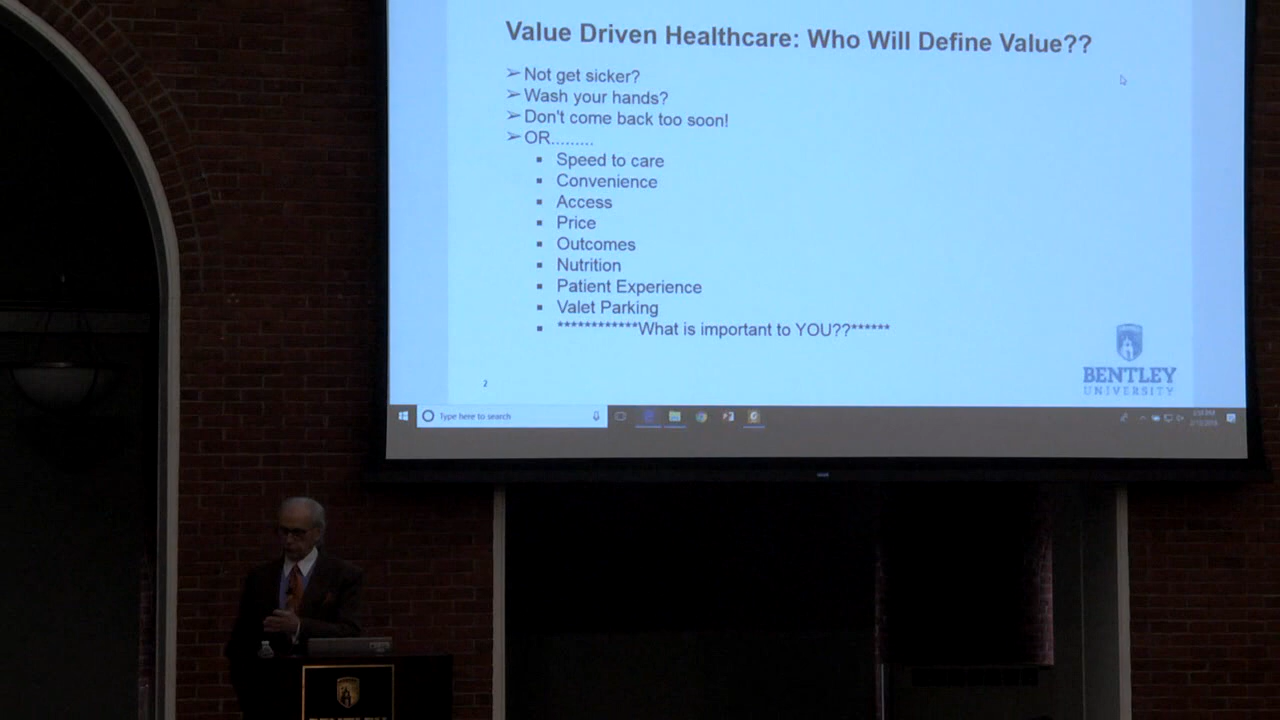 Value Driven Healthcare: Who Will Define Value??
➢Not get sicker?
➢Wash your hands?
➢Don't come back too soon!
➢OR.........
▪ Speed to care
▪ Convenience
▪ Access
▪ Price
▪ Outcomes
▪ Nutrition
▪ Patient Experience
▪ Valet Parking
▪ ************What is important to YOU??******
2
BENTLEY
UNIVERSITY
Type here to search
BENTLEY